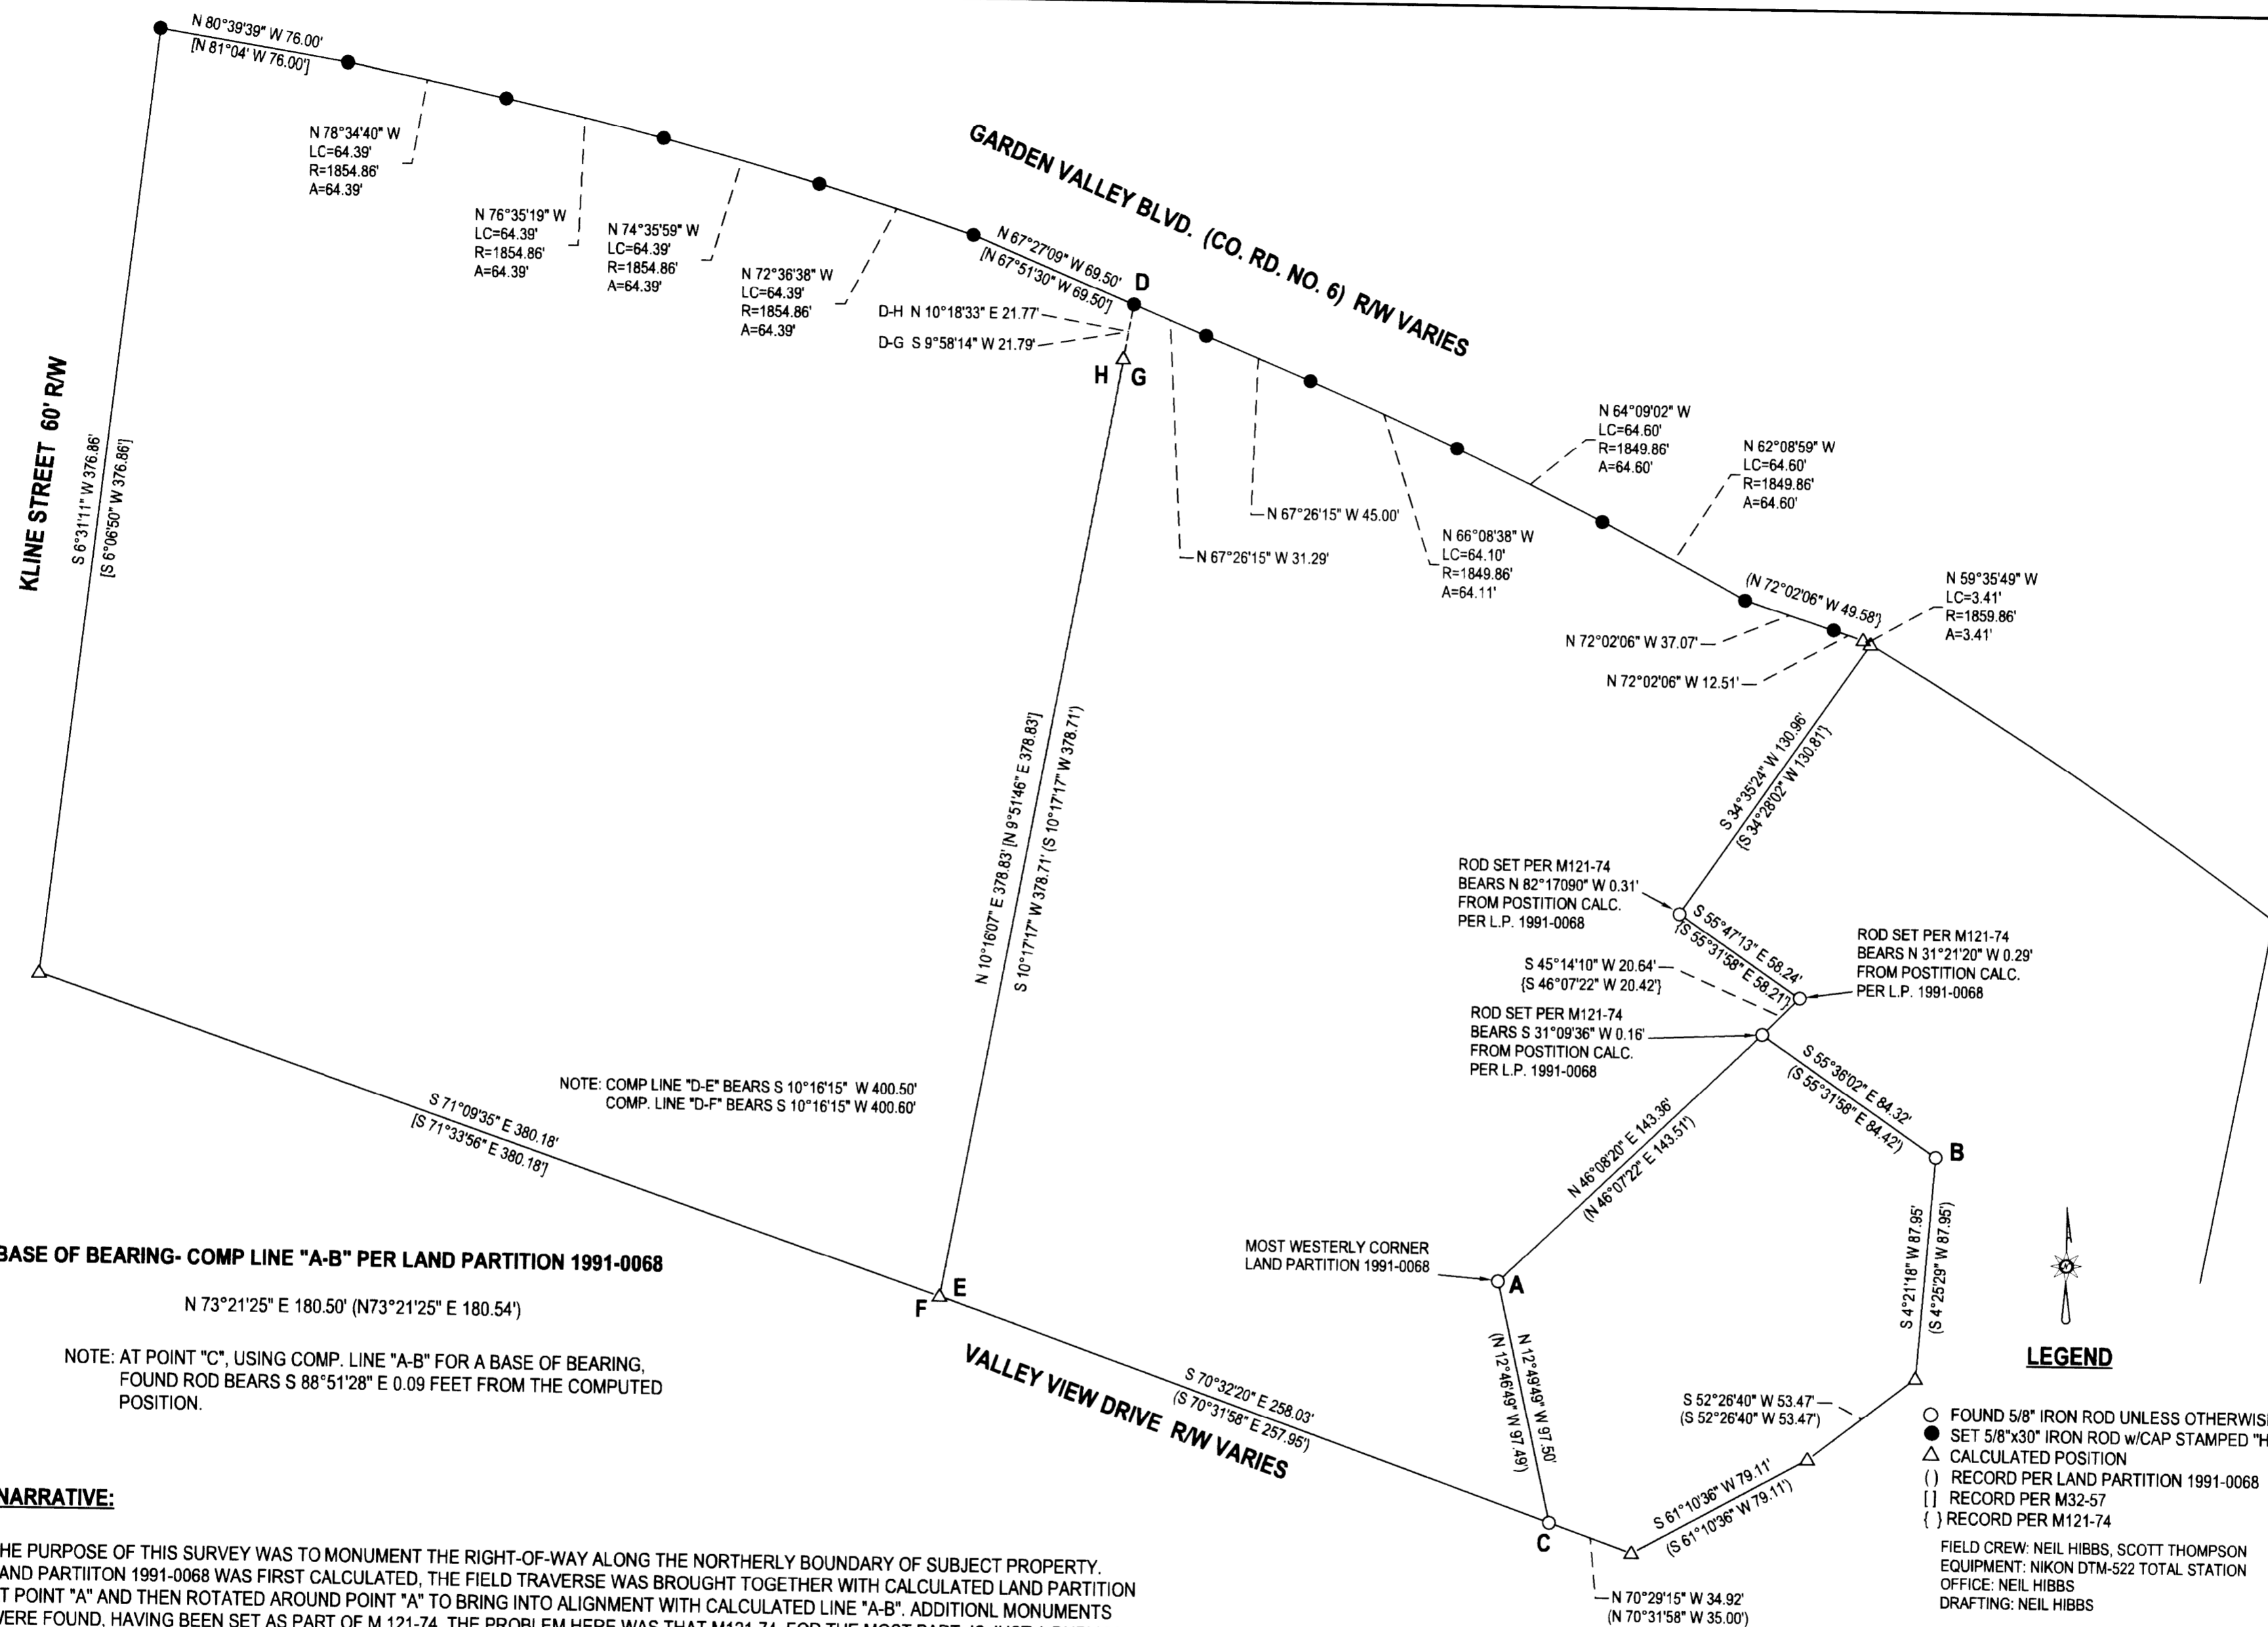 N 80°39'39" W 76.00'
[N 81°04' W 76.00']
N 78°34'40" W
LC=64.39'
R=1854.86'
A=64.39'
N 76°35'19" W
LC=64.39'
R=1854.86'
A=64.39'
N 74°35'59" W
LC=64.39'
R=1854.86'
A=64.39'
N 72°36'38" W
LC=64.39'
R=1854.86'
A=64.39'
GARDEN VALLEY BLVD. (CO. RD. NO. 6) R/W VARIES
N 67°27'09" W 69.50'
[N 67°51'30" W 69.50']
D
D-H N 10°18'33" E 21.77'
D-G S 9°58'14" W 21.79'
H G
KLINE STREET 60' R/W
S 6°31'11" W 376.86'
[S 6°06'50" W 376.86']
N 67°26'15" W 45.00'
N 67°26'15" W 31.29'
N 66°08'38" W
LC=64.10'
R=1849.86'
A=64.11'
N 64°09'02" W
LC=64.60'
R=1849.86'
A=64.60'
N 62°08'59" W
LC=64.60'
R=1849.86'
A=64.60'
(N 72°02'06" W 49.58'}
N 59°35'49" W
LC=3.41'
R=1859.86'
A=3.41'
N 72°02'06" W 37.07'
N 72°02'06" W 12.51'
S 34°35'24" W 130.96'
{S 34°28'02" W 130.81'}
N 10°16'07" E 378.83' [N 9°51'46" E 378.83']
S 10°17'17" W 378.71' (S 10°17'17" W 378.71')
ROD SET PER M121-74
BEARS N 82°17090" W 0.31'
FROM POSTITION CALC.
PER L.P. 1991-0068
S 55°47'13" E 58.24'
{S 55°31'58" E 58.21'}
ROD SET PER M121-74
BEARS N 31°21'20" W 0.29'
FROM POSTITION CALC.
PER L.P. 1991-0068
S 45°14'10" W 20.64'
{S 46°07'22" W 20.42'}
ROD SET PER M121-74
BEARS S 31°09'36" W 0.16'
FROM POSTITION CALC.
PER L.P. 1991-0068
S 55°36'02" E 84.32'
(S 55°31'58" E 84.42')
NOTE: COMP LINE "D-E" BEARS S 10°16'15" W 400.50'
COMP. LINE "D-F" BEARS S 10°16'15" W 400.60'
S 71°09'35" E 380.18'
[S 71°33'56" E 380.18']
N 46°08'20" E 143.36'
(N 46°07'22" E 143.51')
B
S 4°21'18" W 87.95'
(S 4°25'29" W 87.95')
MOST WESTERLY CORNER
LAND PARTITION 1991-0068
A
N 12°49'49" W 97.50'
(N 12°46'49" W 97.49')
E
F
VALLEY VIEW DRIVE R/W VARIES
S 70°32'20" E 258.03'
(S 70°31'58" E 257.95')
S 52°26'40" W 53.47'
(S 52°26'40" W 53.47')
S 61°10'36" W 79.11'
(S 61°10'36" W 79.11')
C
N 70°29'15" W 34.92'
(N 70°31'58" W 35.00')
BASE OF BEARING- COMP LINE "A-B" PER LAND PARTITION 1991-0068
N 73°21'25" E 180.50' (N73°21'25" E 180.54')
NOTE: AT POINT "C", USING COMP. LINE "A-B" FOR A BASE OF BEARING,
FOUND ROD BEARS S 88°51'28" E 0.09 FEET FROM THE COMPUTED
POSITION.
LEGEND
FOUND 5/8" IRON ROD UNLESS OTHERWIS
SET 5/8"x30" IRON ROD w/CAP STAMPED "H
CALCULATED POSITION
( ) RECORD PER LAND PARTITION 1991-0068
[ ] RECORD PER M32-57
{ } RECORD PER M121-74
FIELD CREW: NEIL HIBBS, SCOTT THOMPSON
EQUIPMENT: NIKON DTM-522 TOTAL STATION
OFFICE: NEIL HIBBS
DRAFTING: NEIL HIBBS
NARRATIVE:
HE PURPOSE OF THIS SURVEY WAS TO MONUMENT THE RIGHT-OF-WAY ALONG THE NORTHERLY BOUNDARY OF SUBJECT PROPERTY.
AND PARTIITON 1991-0068 WAS FIRST CALCULATED, THE FIELD TRAVERSE WAS BROUGHT TOGETHER WITH CALCULATED LAND PARTITION
T POINT "A" AND THEN ROTATED AROUND POINT "A" TO BRING INTO ALIGNMENT WITH CALCULATED LINE "A-B". ADDITIONL MONUMENTS
WERE FOUND, HAVING BEEN SET AS PART OF M 121-74. THE PROBLEM HERE WAS THAT M121-74, FOR THE MOST PART, IS JUST